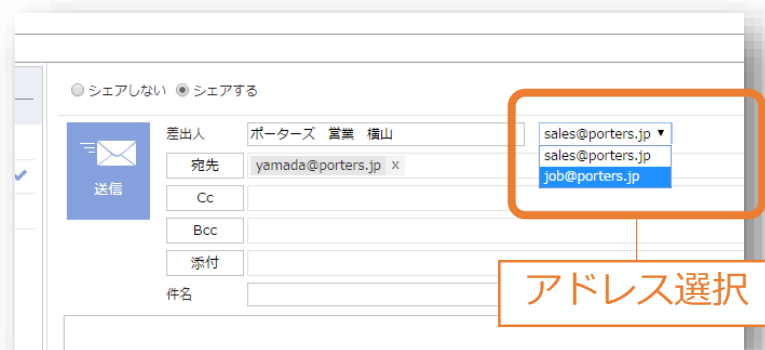 シェアしない シェアする
差出人 ポーターズ 営業 横山 sales@porters.jp ▼
sales@porters.jp
job@porters.jp
宛先 yamada@porters.jp x
送信
Cc
Bcc
添付
件名
アドレス選択